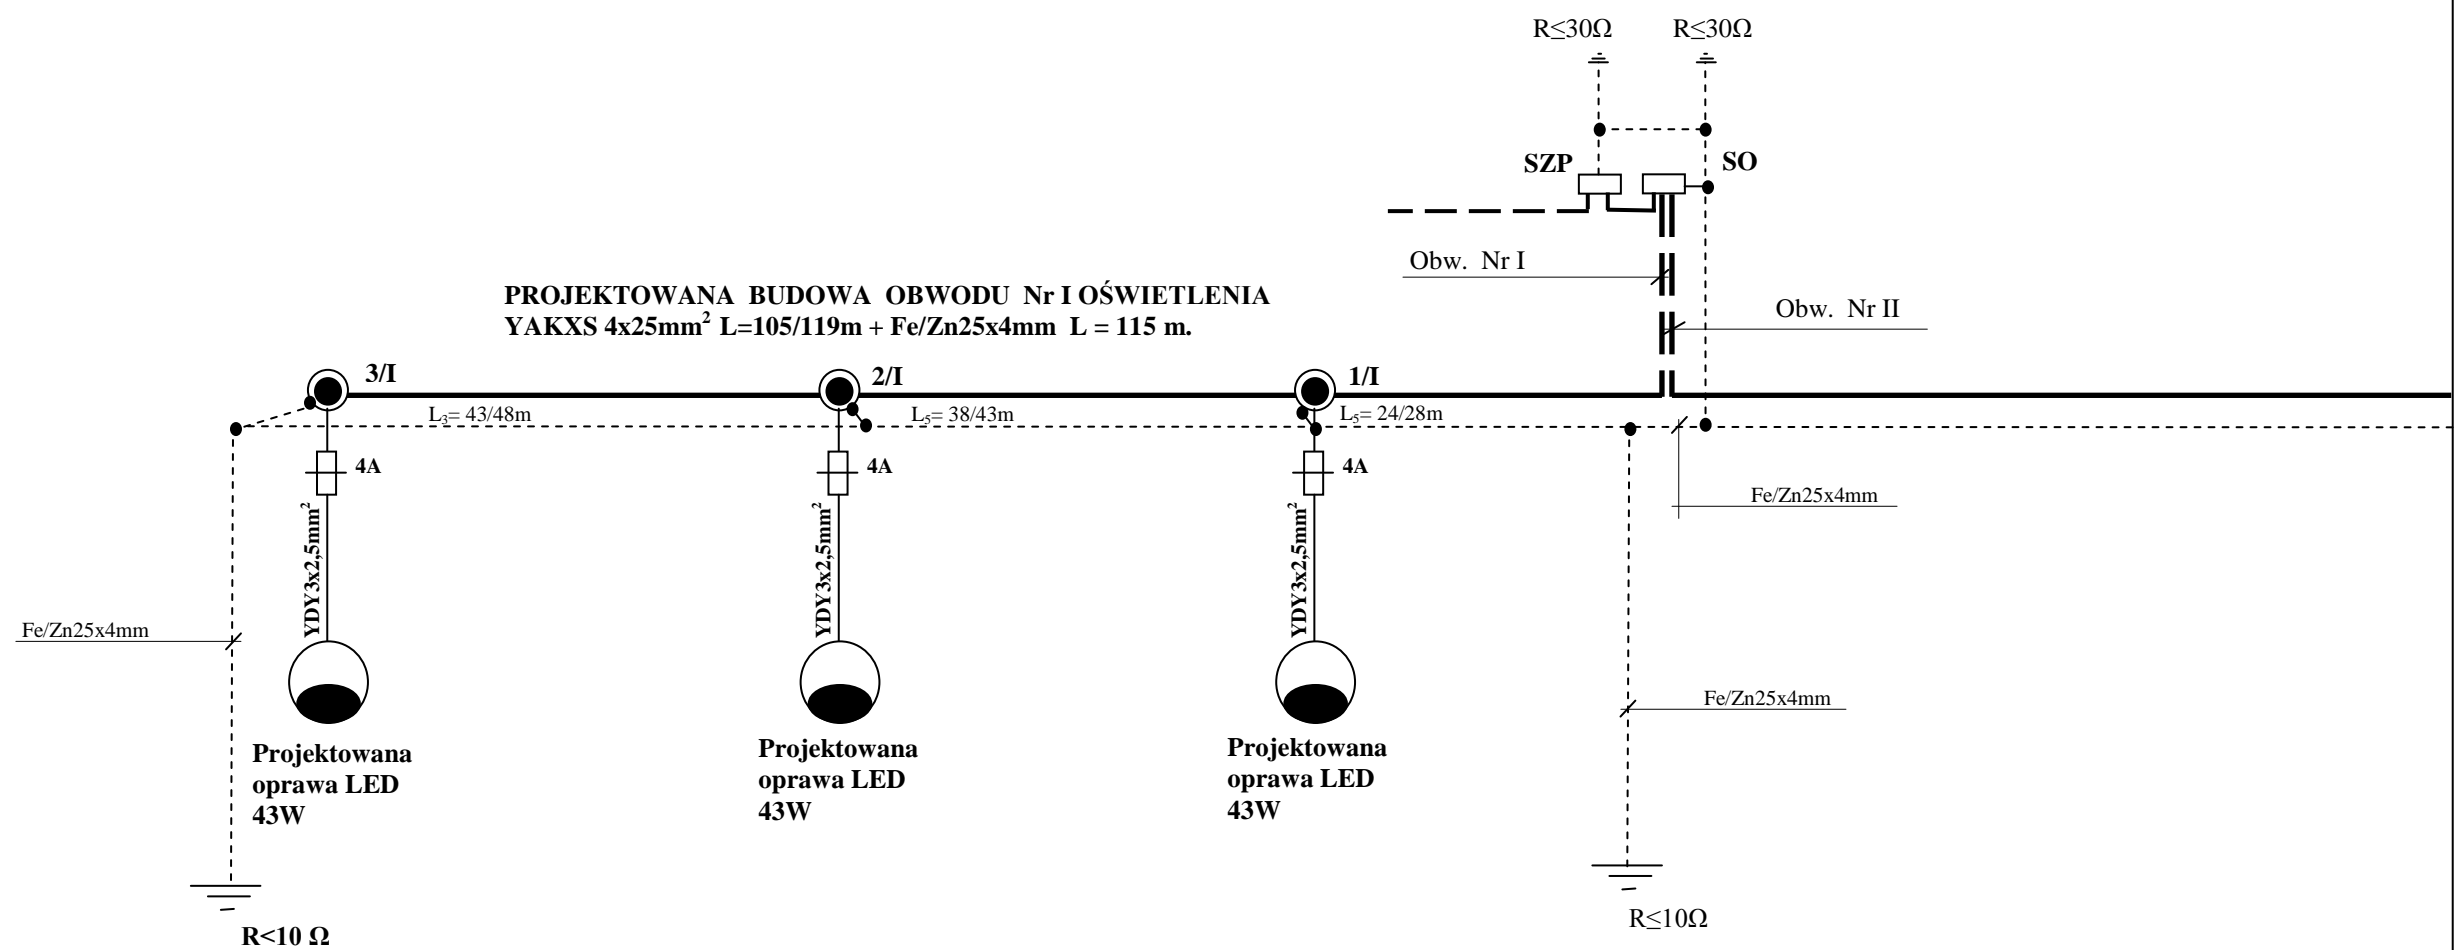 R≤30Ω R≤30Ω
SZP SO
Obw. Nr I
PROJEKTOWANA BUDOWA OBWODU Nr I OŚWIETLENIA
YAKXS 4x25mm² L=105/119m + Fe/Zn25x4mm L = 115 m.
Obw. Nr II
3/I 2/I 1/I
L₃= 43/48m L₅= 38/43m L₅= 24/28m
4A 4A 4A
Fe/Zn25x4mm
YDY3x2,5mm²
YDY3x2,5mm²
YDY3x2,5mm²
Fe/Zn25x4mm
Fe/Zn25x4mm
Projektowana
oprawa LED
43W
Projektowana
oprawa LED
43W
Projektowana
oprawa LED
43W
R<10 Ω
R≤10Ω